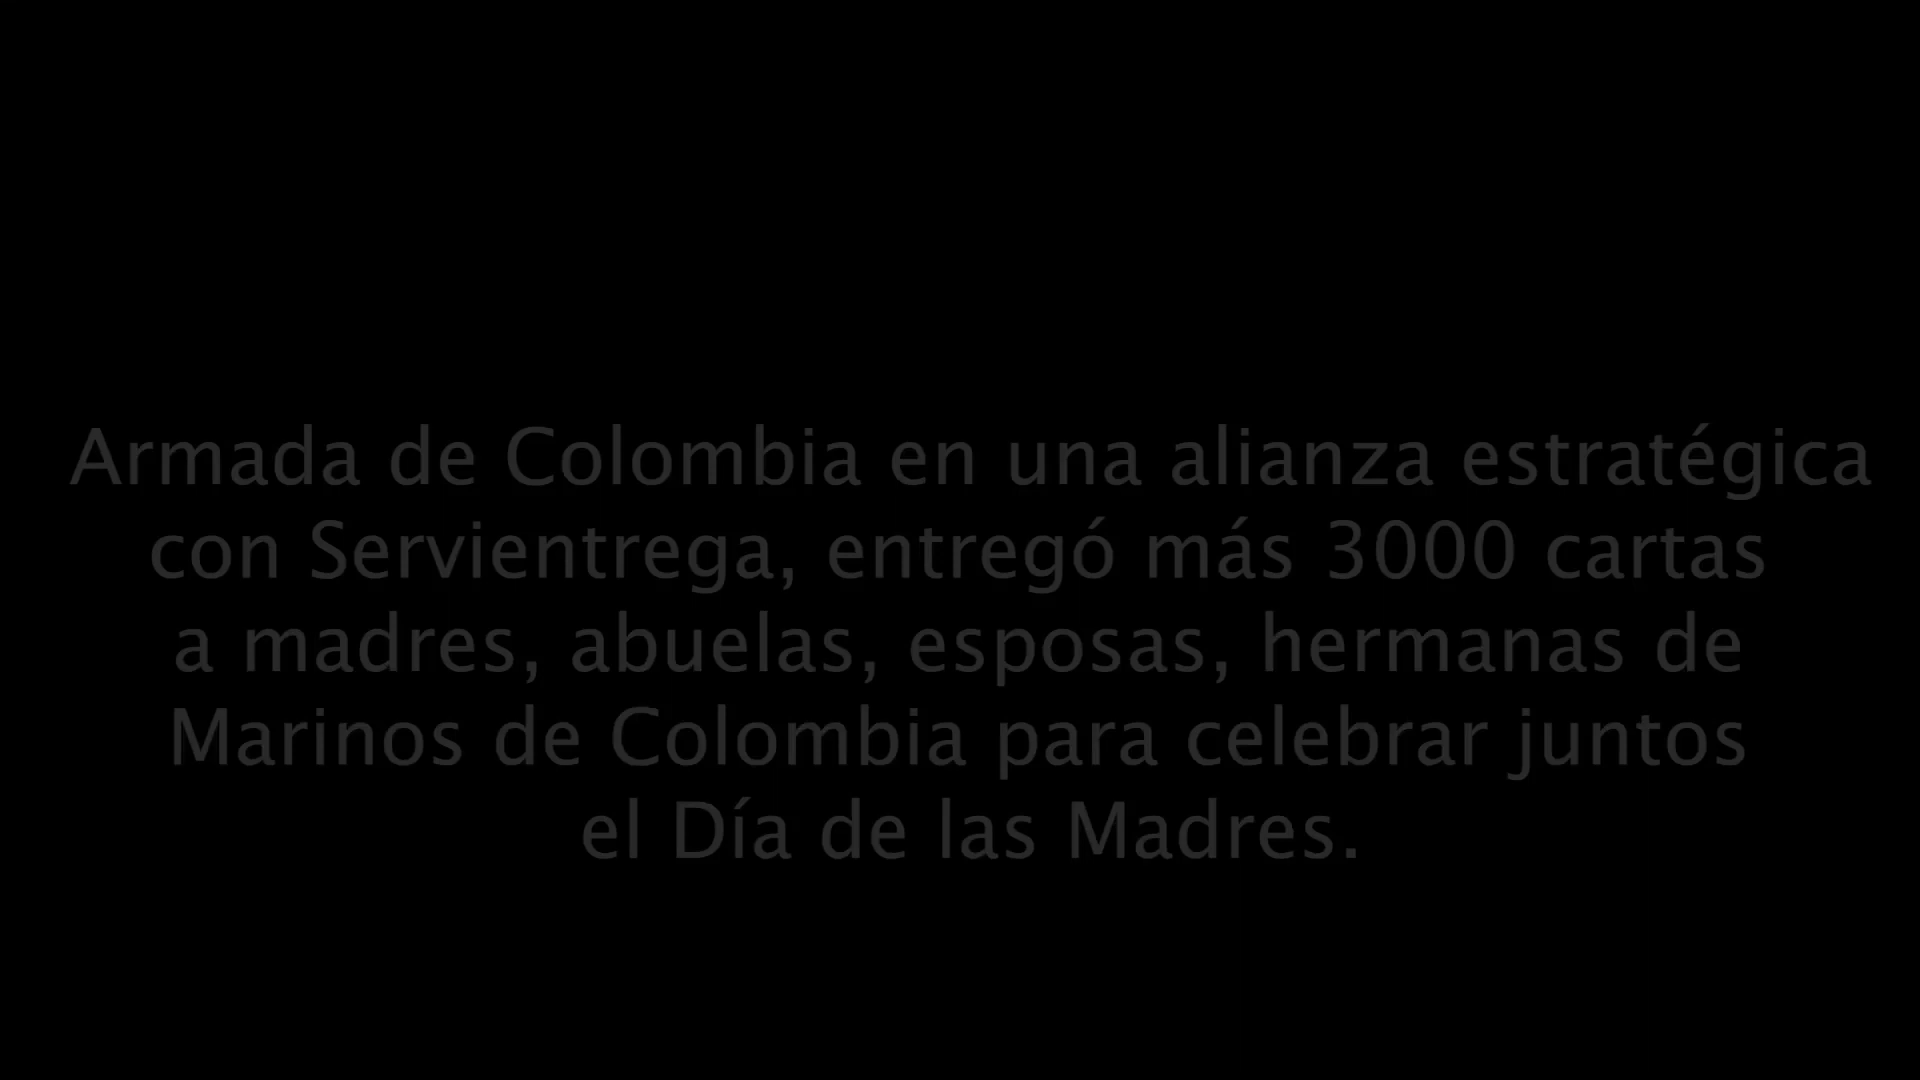 Armada de Colombia en una alianza estratégica
con Servientrega, entregó más 3000 cartas
a madres, abuelas, esposas, hermanas de
Marinos de Colombia para celebrar juntos
el Día de las Madres.